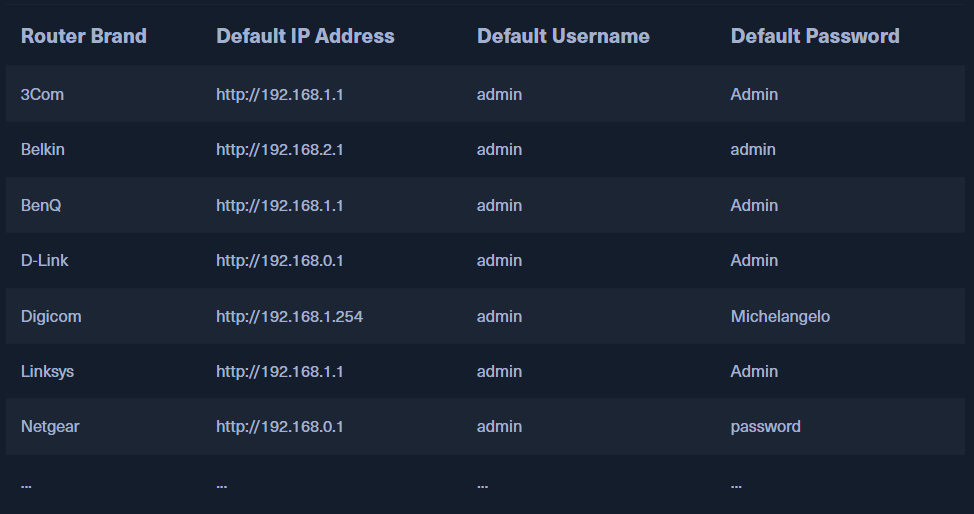 Router Brand Default IP Address Default Username Default Password
3Com http://192.168.1.1 admin Admin
Belkin http://192.168.2.1 admin admin
BenQ http://192.168.1.1 admin Admin
D-Link http://192.168.0.1 admin Admin
Digicom http://192.168.1.254 admin Michelangelo
Linksys http://192.168.1.1 admin Admin
Netgear http://192.168.0.1 admin password
... ... ... ...